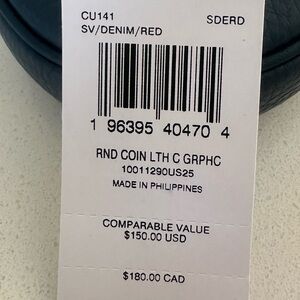 CU141 SDERD
SV/DENIM/RED
1 96395 40470 4
RND COIN LTH C GRPHC
10011290US25
MADE IN PHILIPPINES
COMPARABLE VALUE
$150.00 USD
$180.00 CAD